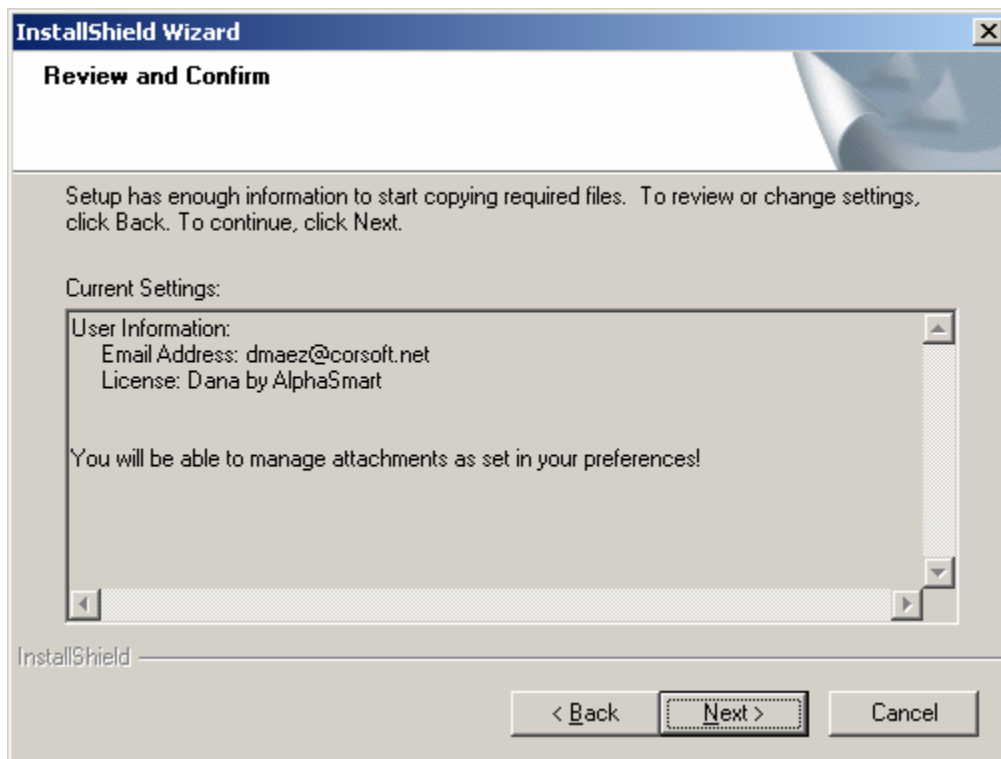 InstallShield Wizard
Review and Confirm
Setup has enough information to start copying required files.  To review or change settings,
click Back. To continue, click Next.
Current Settings:
User Information:
Email Address: dmaez@corsoft.net
License: Dana by AlphaSmart
You will be able to manage attachments as set in your preferences!
InstallShield
< Back
Next >
Cancel